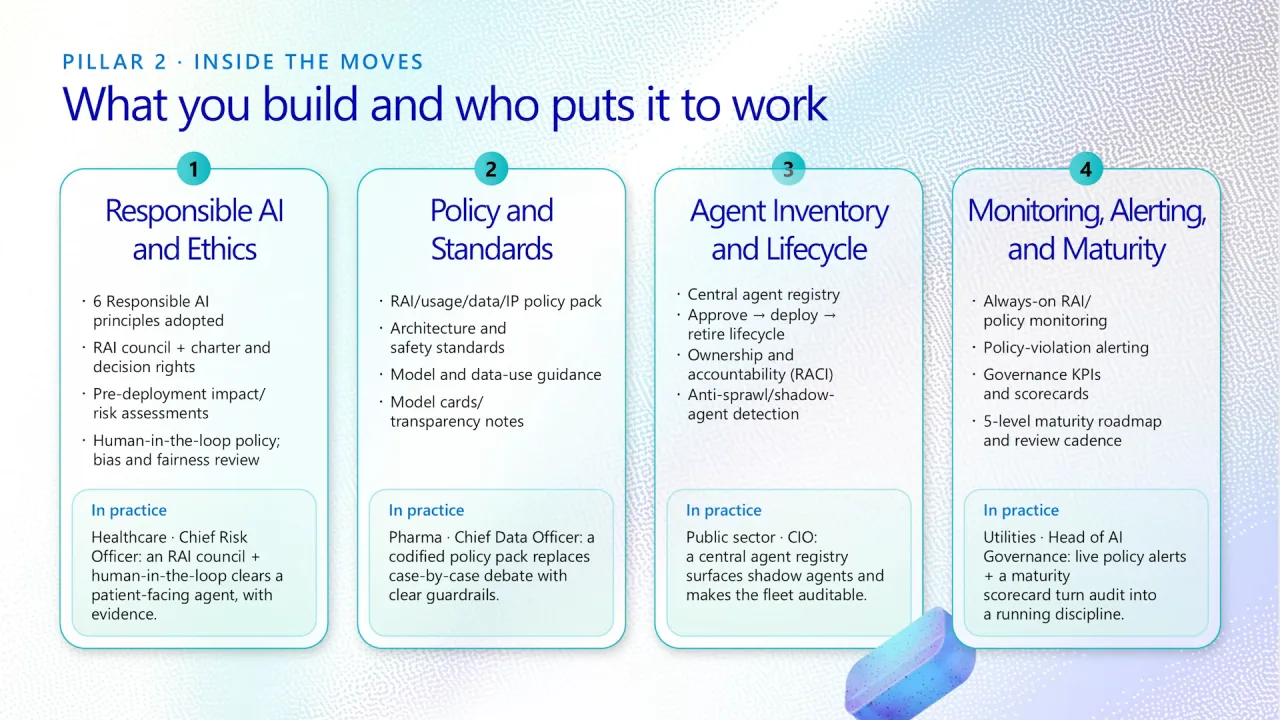 PILLAR 2 · INSIDE THE MOVES
What you build and who puts it to work
1
Responsible AI
and Ethics
· 6 Responsible AI
principles adopted
· RAI council + charter and
decision rights
· Pre-deployment impact/
risk assessments
· Human-in-the-loop policy;
bias and fairness review
In practice
Healthcare · Chief Risk
Officer: an RAI council +
human-in-the-loop clears a
patient-facing agent, with
evidence.
2
Policy and
Standards
· RAI/usage/data/IP policy pack
· Architecture and
safety standards
· Model and data-use guidance
· Model cards/
transparency notes
In practice
Pharma · Chief Data Officer: a
codified policy pack replaces
case-by-case debate with
clear guardrails.
3
Agent Inventory
and Lifecycle
· Central agent registry
· Approve → deploy →
retire lifecycle
· Ownership and
accountability (RACI)
· Anti-sprawl/shadow-
agent detection
In practice
Public sector · CIO:
a central agent registry
surfaces shadow agents and
makes the fleet auditable.
4
Monitoring, Alerting,
and Maturity
· Always-on RAI/
policy monitoring
· Policy-violation alerting
· Governance KPIs
and scorecards
· 5-level maturity roadmap
and review cadence
In practice
Utilities · Head of AI
Governance: live policy alerts
+ a maturity
scorecard turn audit into
a running discipline.